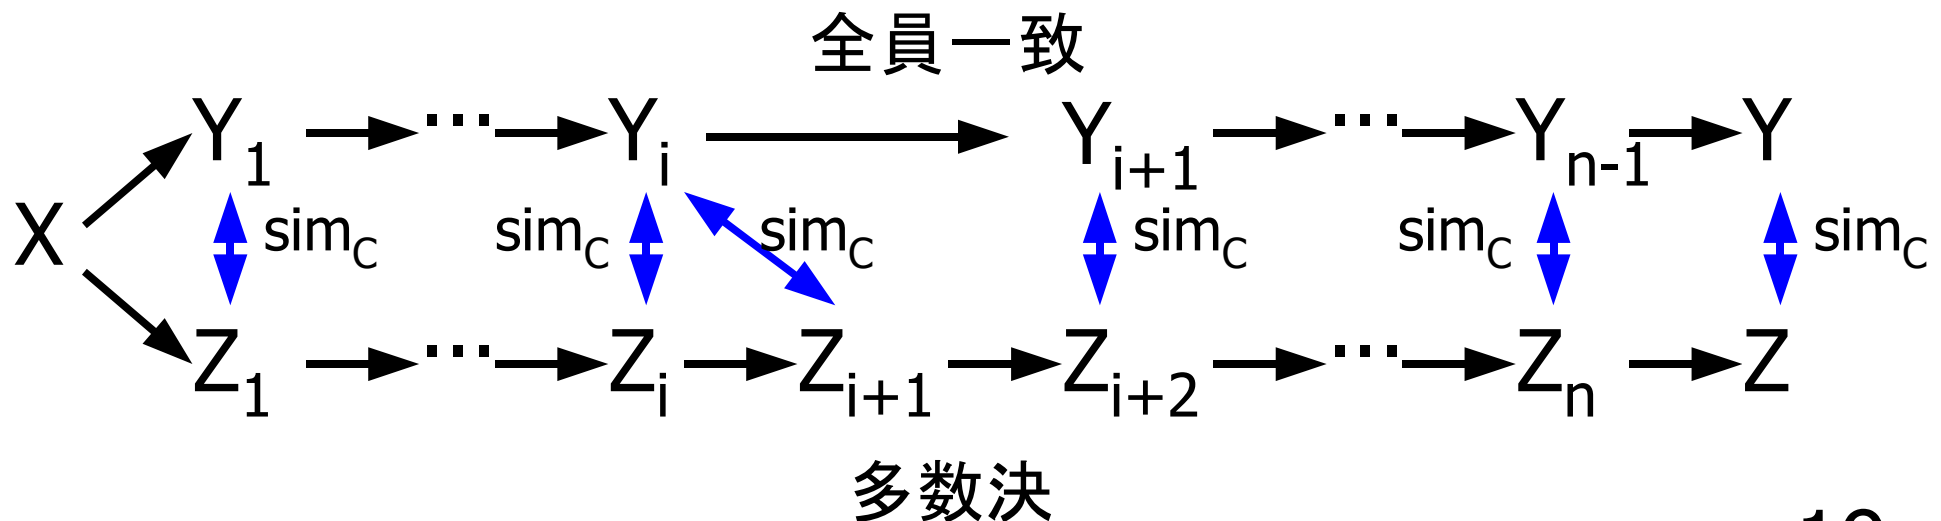 全員一致
Y1 ... Yi Yi+1 ... Yn-1 Y
X simC simC simC simC simC simC
Z1 ... Zi Zi+1 Zi+2 ... Zn Z
多数決